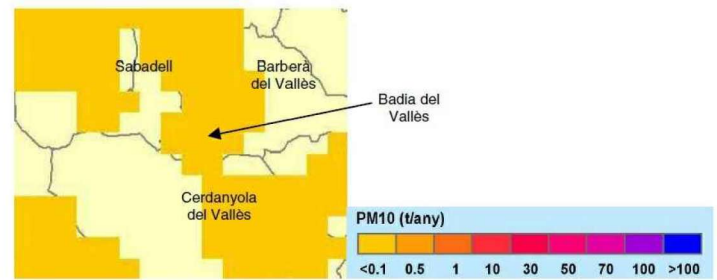 Sabadell
Barberà
del Vallès
Badia del
Vallès
Cerdanyola
del Vallès
PM10 (t/any)
<0.1 0.5 1 10 30 50 70 100 >100